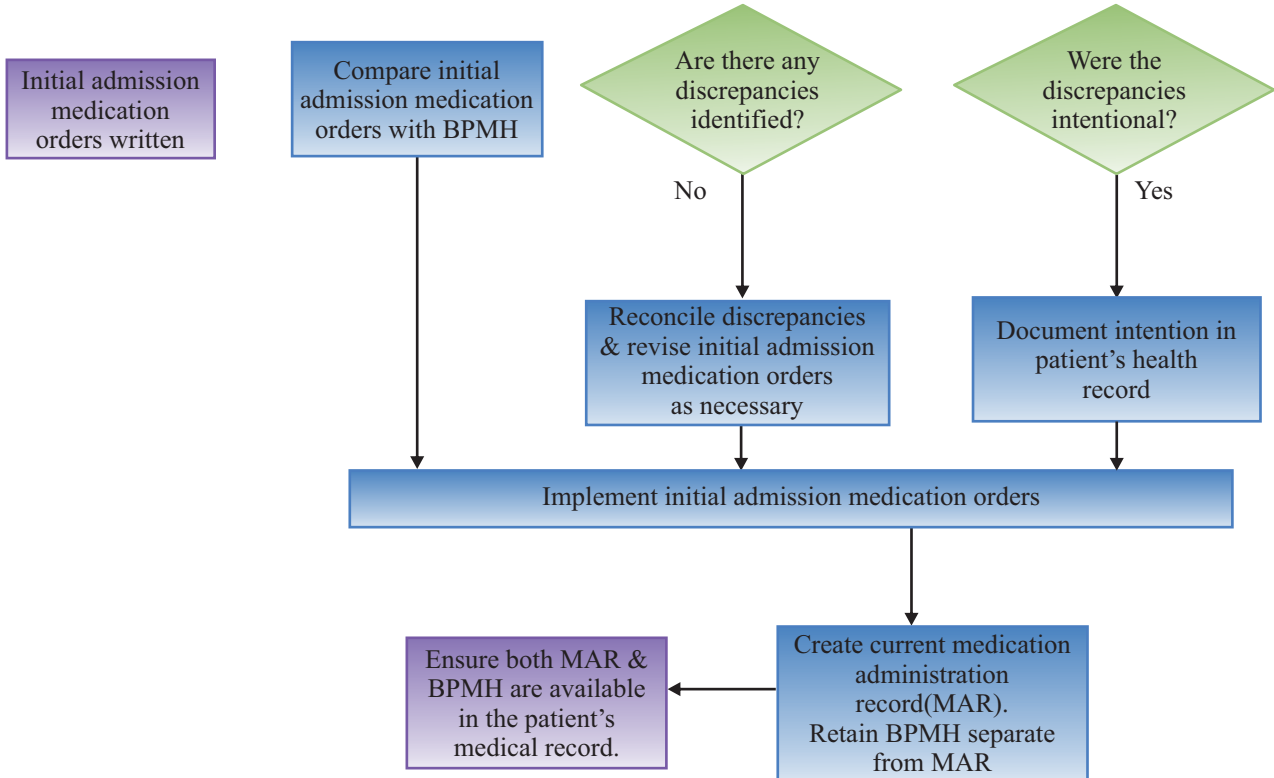 Initial admission
medication
orders written
Compare initial
admission medication
orders with BPMH
Are there any
discrepancies
identified?
Were the
discrepancies
intentional?
No
Yes
Reconcile discrepancies
& revise initial admission
medication orders
as necessary
Document intention in
patient’s health
record
Implement initial admission medication orders
Ensure both MAR &
BPMH are available
in the patient’s
medical record.
Create current medication
administration
record(MAR).
Retain BPMH separate
from MAR